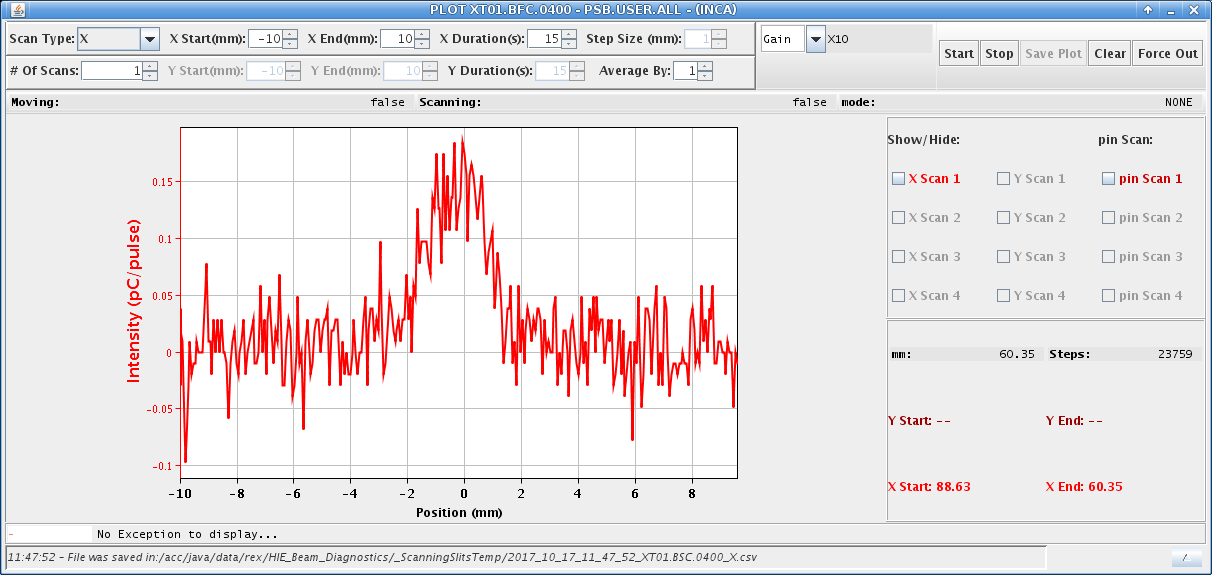 PLOT XT01.BFC.0400 - PSB.USER.ALL - (INCA)
Scan Type: X X Start(mm): -10 X End(mm): 10 X Duration(s): 15 Step Size (mm): 1 Gain X10
# Of Scans: 1 Y Start(mm): -10 Y End(mm): 10 Y Duration(s): 15 Average By: 1
Start Stop Save Plot Clear Force Out
Moving: false Scanning: false mode: NONE
Intensity (pC/pulse)
0.15
0.1
0.05
0
-0.05
-0.1
-10 -8 -6 -4 -2 0 2 4 6 8
Position (mm)
Show/Hide: pin Scan:
X Scan 1 Y Scan 1 pin Scan 1
X Scan 2 Y Scan 2 pin Scan 2
X Scan 3 Y Scan 3 pin Scan 3
X Scan 4 Y Scan 4 pin Scan 4
mm: 60.35 Steps: 23759
Y Start: -- Y End: --
X Start: 88.63 X End: 60.35
- No Exception to display...
11:47:52 - File was saved in:/acc/java/data/rex/HIE_Beam_Diagnostics/_ScanningSlitsTemp/2017_10_17_11_47_52_XT01.BSC.0400_X.csv